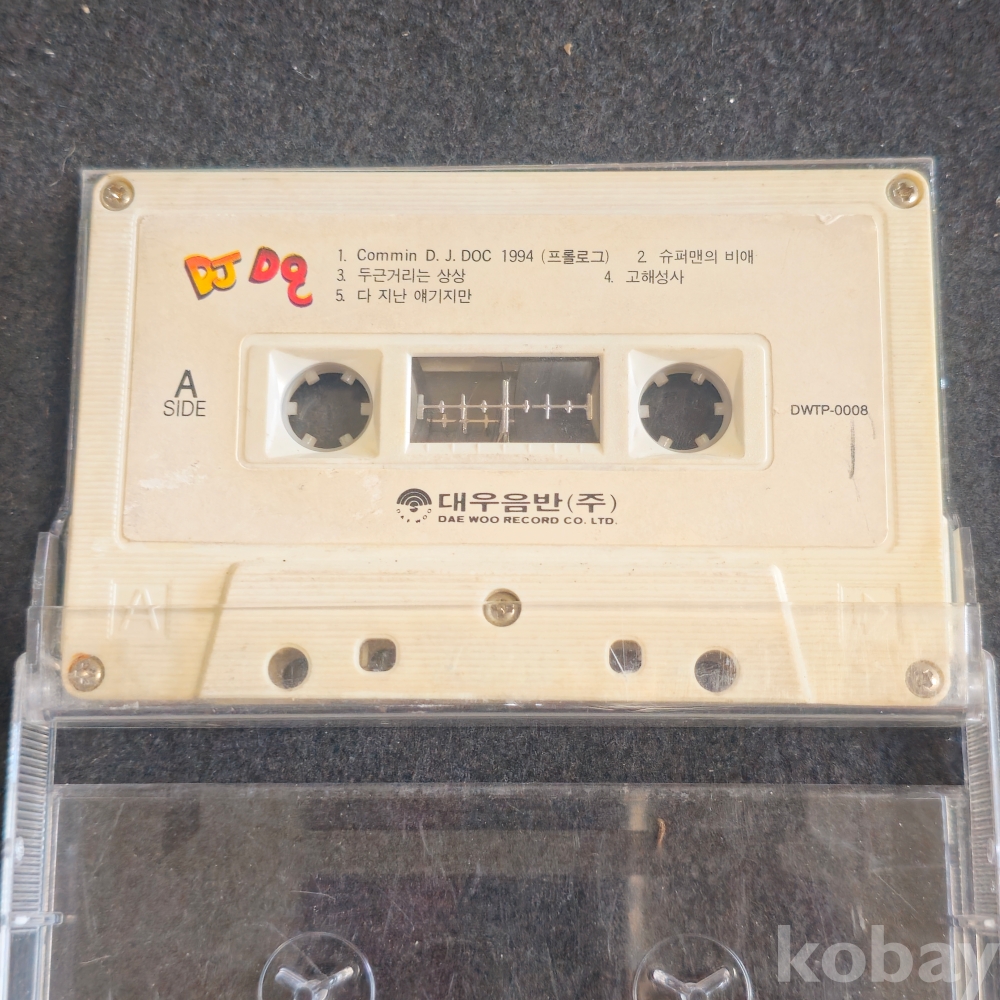 DJ DOC
1. Commin D. J. DOC 1994 (프롤로그) 2. 슈퍼맨의 비애
3. 두근거리는 상상 4. 고해성사
5. 다 지난 얘기지만
A
SIDE
DWTP-0008
대우음반(주)
DAE WOO RECORD CO. LTD.
A
kobay